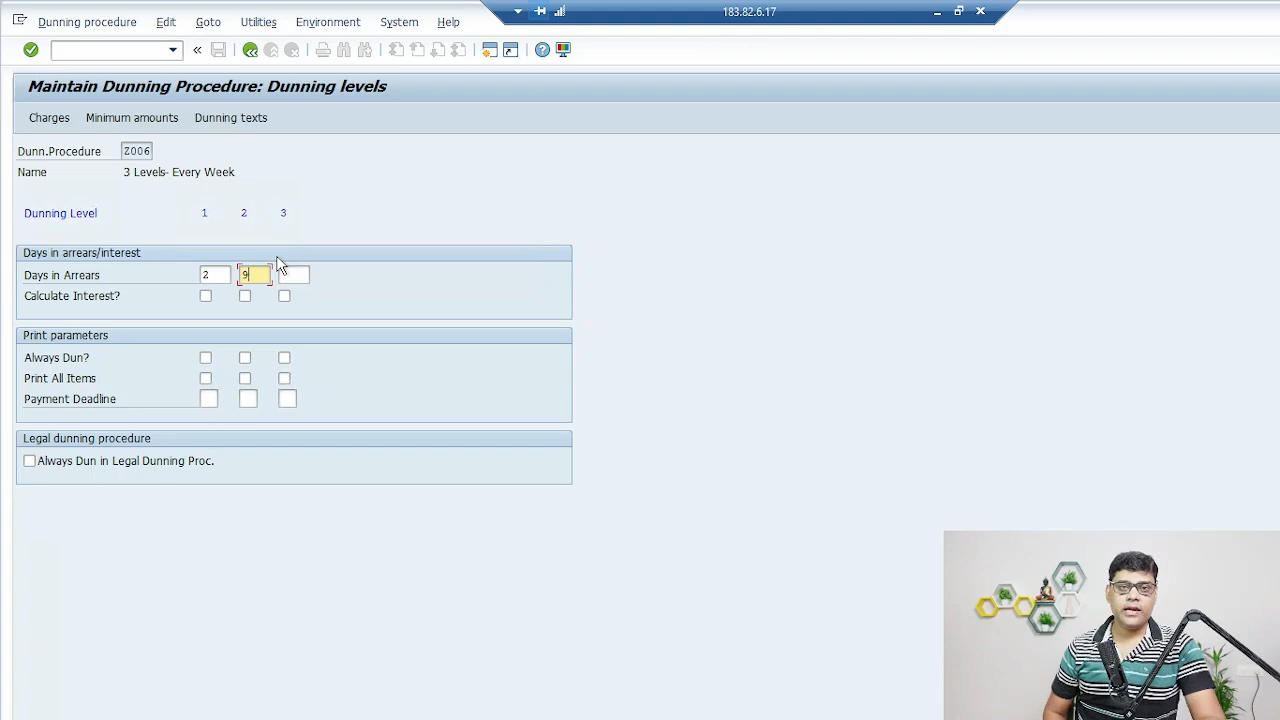 183.82.6.17
Dunning procedure Edit Goto Utilities Environment System Help
Maintain Dunning Procedure: Dunning levels
Charges Minimum amounts Dunning texts
Dunn.Procedure Z006
Name 3 Levels- Every Week
Dunning Level 1 2 3
Days in arrears/interest
Days in Arrears 2 9
Calculate Interest?
Print parameters
Always Dun?
Print All Items
Payment Deadline
Legal dunning procedure
Always Dun in Legal Dunning Proc.